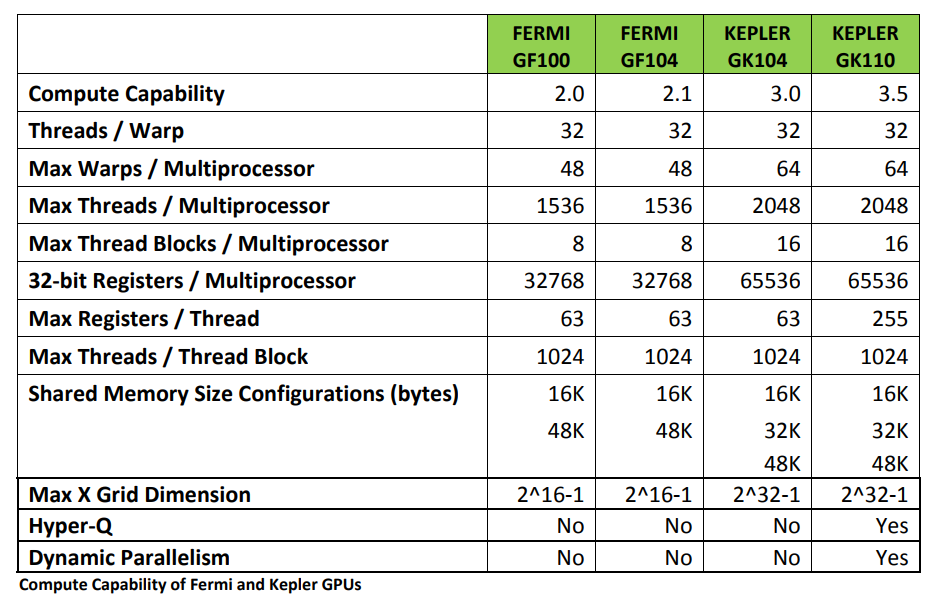 FERMI GF100 FERMI GF104 KEPLER GK104 KEPLER GK110
Compute Capability 2.0 2.1 3.0 3.5
Threads / Warp 32 32 32 32
Max Warps / Multiprocessor 48 48 64 64
Max Threads / Multiprocessor 1536 1536 2048 2048
Max Thread Blocks / Multiprocessor 8 8 16 16
32-bit Registers / Multiprocessor 32768 32768 65536 65536
Max Registers / Thread 63 63 63 255
Max Threads / Thread Block 1024 1024 1024 1024
Shared Memory Size Configurations (bytes) 16K 16K 16K 16K
48K 48K 32K 32K
48K 48K
Max X Grid Dimension 2^16-1 2^16-1 2^32-1 2^32-1
Hyper-Q No No No Yes
Dynamic Parallelism No No No Yes
Compute Capability of Fermi and Kepler GPUs